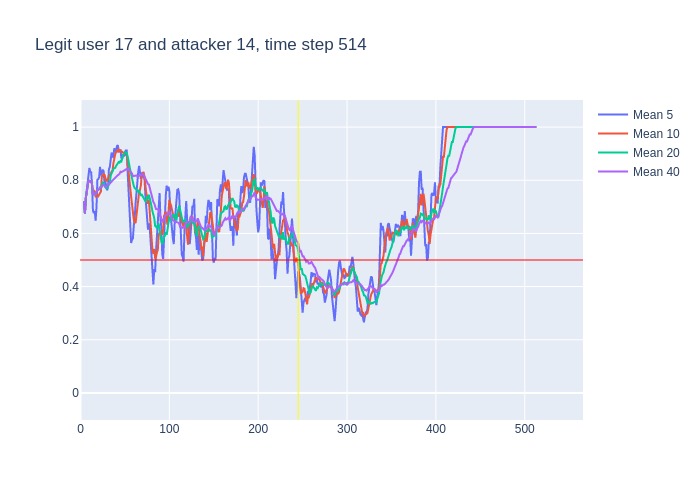 Legit user 17 and attacker 14, time step 514
Mean 5
Mean 10
Mean 20
Mean 40
1
0.8
0.6
0.4
0.2
0
0 100 200 300 400 500